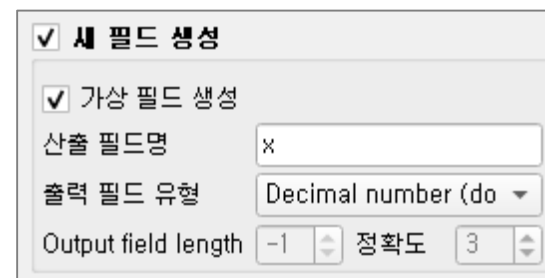 새 필드 생성
가상 필드 생성
산출 필드명 x
출력 필드 유형 Decimal number (do
Output field length -1 정확도 3